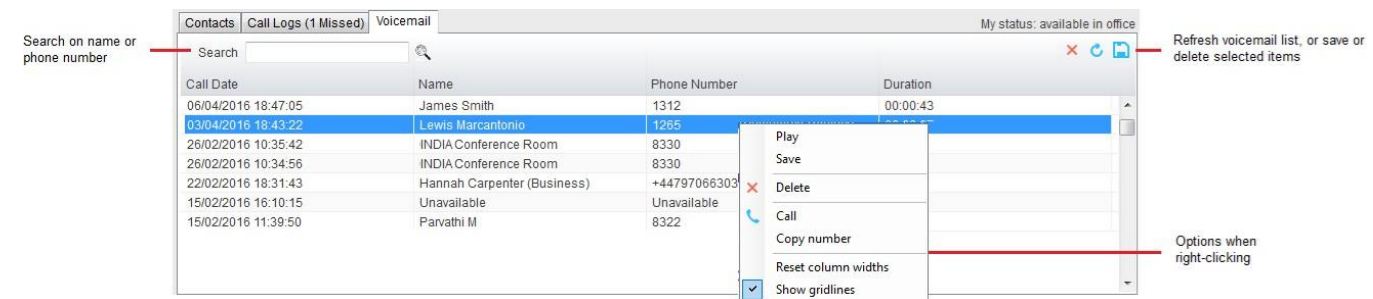 Contacts Call Logs (1 Missed) Voicemail My status: available in office
Search on name or
phone number
Search
Refresh voicemail list, or save or
delete selected items
Call Date Name Phone Number Duration
06/04/2016 18:47:05 James Smith 1312 00:00:43
03/04/2016 18:43:22 Lewis Marcantonio 1265
26/02/2016 10:35:42 INDIA Conference Room 8330
26/02/2016 10:34:56 INDIA Conference Room 8330
22/02/2016 18:31:43 Hannah Carpenter (Business) +44797066303
15/02/2016 16:10:15 Unavailable Unavailable
15/02/2016 11:39:50 Parvathi M 8322
Play
Save
Delete
Call
Copy number
Reset column widths
Show gridlines
Options when
right-clicking